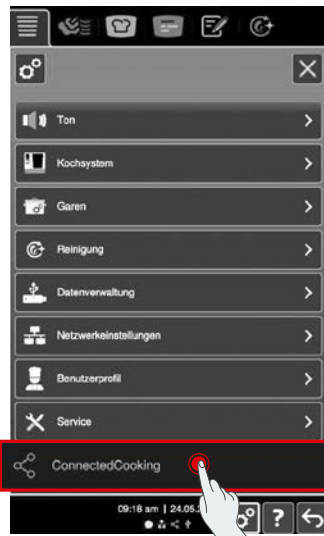 Ton
Kochsystem
Garen
Reinigung
Datenverwaltung
Netzwerkeinstellungen
Benutzerprofil
Service
ConnectedCooking
09:18 am | 24.05.
?